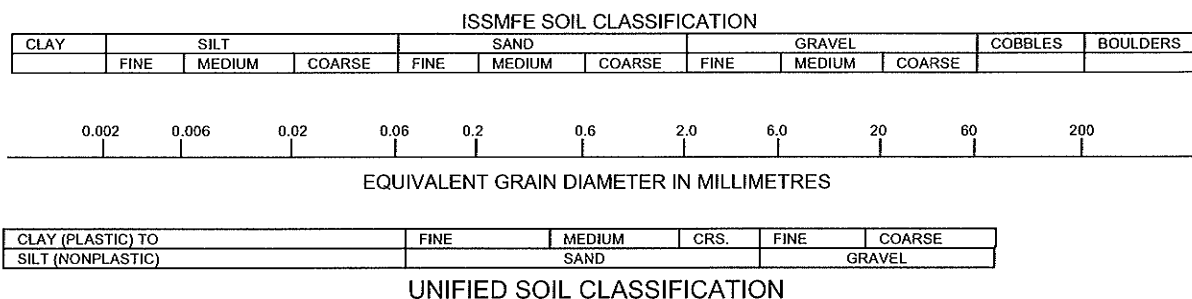 ISSMFE SOIL CLASSIFICATION
CLAY SILT SAND GRAVEL COBBLES BOULDERS
FINE MEDIUM COARSE FINE MEDIUM COARSE FINE MEDIUM COARSE
0.002 0.006 0.02 0.06 0.2 0.6 2.0 6.0 20 60 200
EQUIVALENT GRAIN DIAMETER IN MILLIMETRES
CLAY (PLASTIC) TO FINE MEDIUM CRS. FINE COARSE
SILT (NONPLASTIC) SAND GRAVEL
UNIFIED SOIL CLASSIFICATION